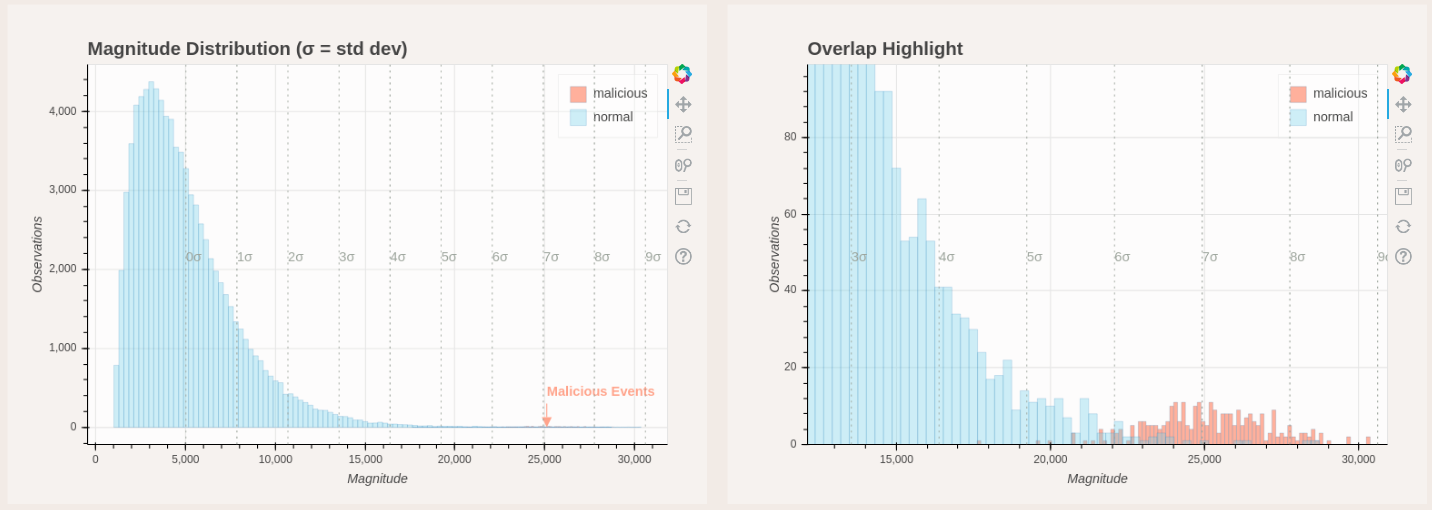 Magnitude Distribution (σ = std dev)
malicious
normal
4,000
3,000
2,000
1,000
0
Observations
0σ 1σ 2σ 3σ 4σ 5σ 6σ 7σ 8σ 9σ
Malicious Events
0 5,000 10,000 15,000 20,000 25,000 30,000
Magnitude
Overlap Highlight
malicious
normal
80
60
40
20
0
Observations
3σ 4σ 5σ 6σ 7σ 8σ
15,000 20,000 25,000 30,000
Magnitude